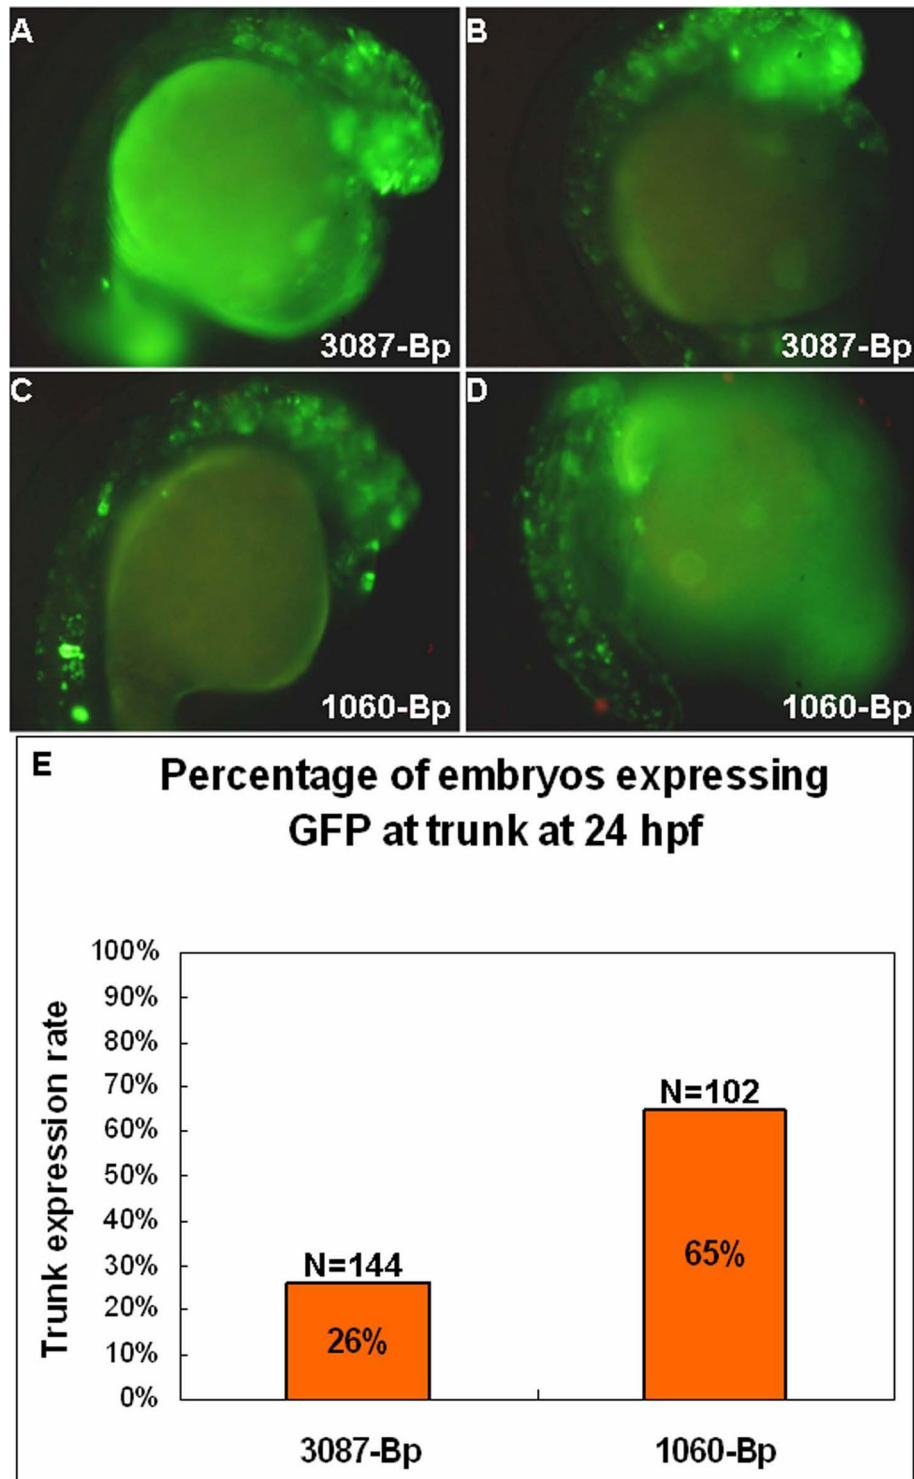 A
B
3087-Bp
3087-Bp
C
D
1060-Bp
1060-Bp
E
Percentage of embryos expressing
GFP at trunk at 24 hpf
Trunk expression rate
100%
90%
80%
70%
60%
50%
40%
30%
20%
10%
0%
N=144
26%
N=102
65%
3087-Bp
1060-Bp